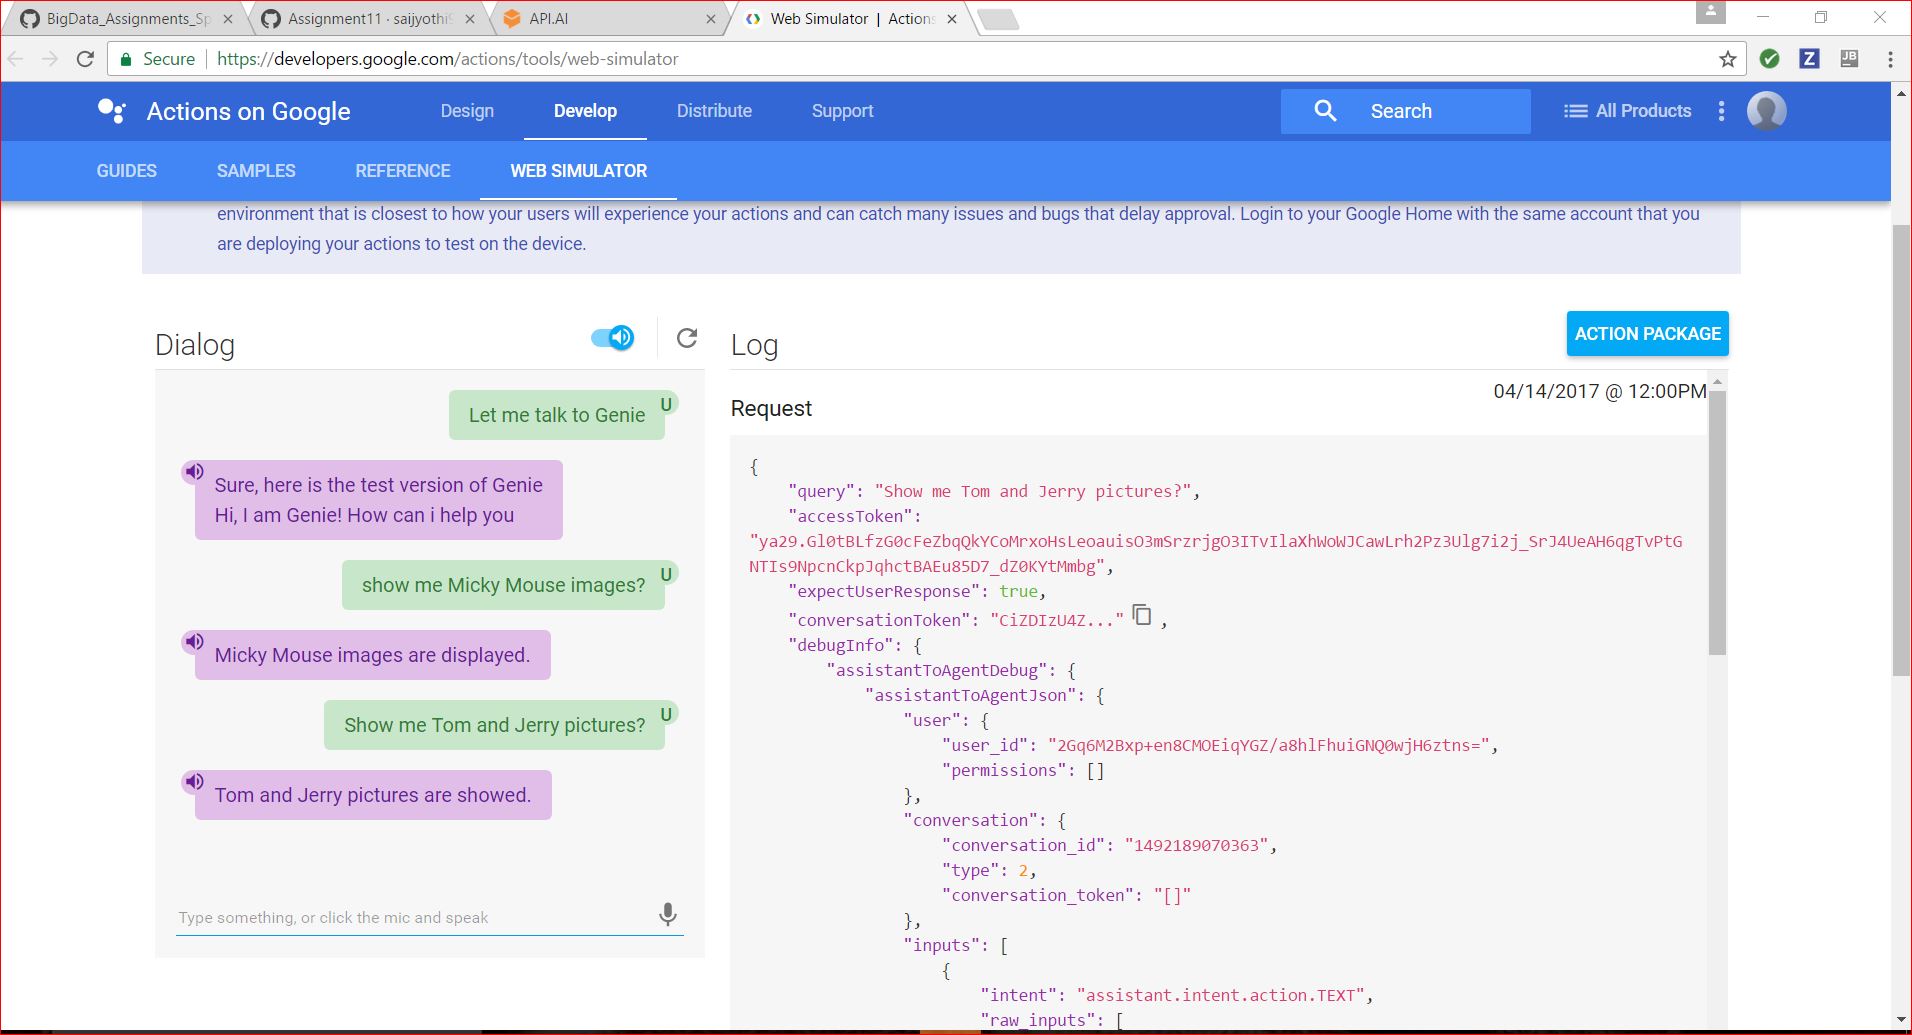 BigData_Assignments_Sp
Assignment11 · saijyothi9
API.AI
Web Simulator | Actions
Secure
https://developers.google.com/actions/tools/web-simulator
Z
JB
Actions on Google
Design
Develop
Distribute
Support
Search
All Products
GUIDES
SAMPLES
REFERENCE
WEB SIMULATOR
environment that is closest to how your users will experience your actions and can catch many issues and bugs that delay approval. Login to your Google Home with the same account that you
are deploying your actions to test on the device.
Dialog
Let me talk to Genie
U
Sure, here is the test version of Genie
Hi, I am Genie! How can i help you
show me Micky Mouse images?
U
Micky Mouse images are displayed.
Show me Tom and Jerry pictures?
U
Tom and Jerry pictures are showed.
Type something, or click the mic and speak
Log
ACTION PACKAGE
04/14/2017 @ 12:00PM
Request
{
"query": "Show me Tom and Jerry pictures?",
"accessToken":
"ya29.Gl0tBLfzG0cFeZbqQkYCoMrxoHsLeoauisO3mSrzrjgO3ITvIlaXhWoWJCawLrh2Pz3Ulg7i2j_SrJ4UeAH6qgTvPtG
NTIs9NpcnCkpJqhctBAEu85D7_dZ0KYtMmbg",
"expectUserResponse": true,
"conversationToken": "CiZDIzU4Z..." ,
"debugInfo": {
"assistantToAgentDebug": {
"assistantToAgentJson": {
"user": {
"user_id": "2Gq6M2Bxp+en8CMOEiqYGZ/a8hlFhuiGNQ0wjH6ztns=",
"permissions": []
},
"conversation": {
"conversation_id": "1492189070363",
"type": 2,
"conversation_token": "[]"
},
"inputs": [
{
"intent": "assistant.intent.action.TEXT",
"raw_inputs": [